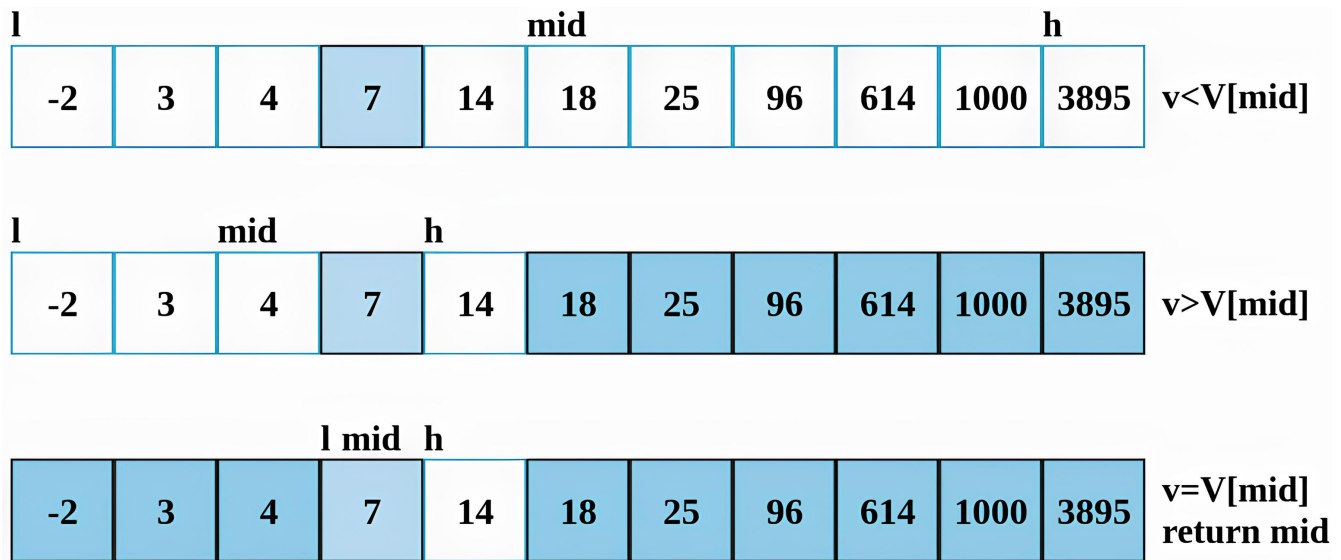 l mid h
-2 3 4 7 14 18 25 96 614 1000 3895 v<V[mid]
l mid h
-2 3 4 7 14 18 25 96 614 1000 3895 v>V[mid]
l mid h
-2 3 4 7 14 18 25 96 614 1000 3895 v=V[mid]
return mid